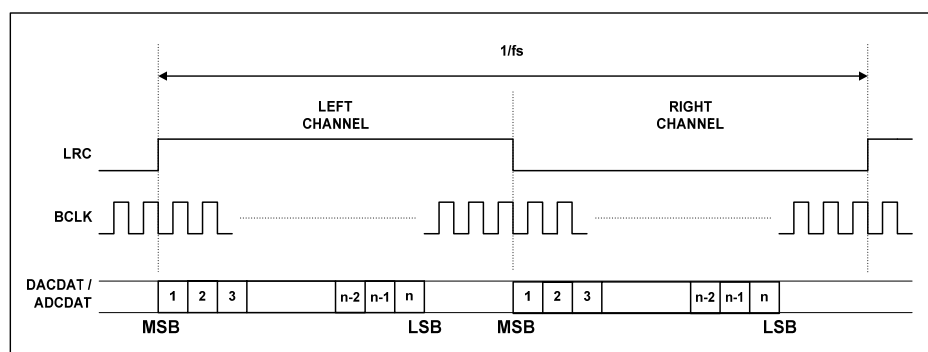 1/fs
LEFT
CHANNEL
RIGHT
CHANNEL
LRC
BCLK
DACDAT /
ADCDAT
1 2 3 n-2 n-1 n 1 2 3 n-2 n-1 n
MSB LSB MSB LSB